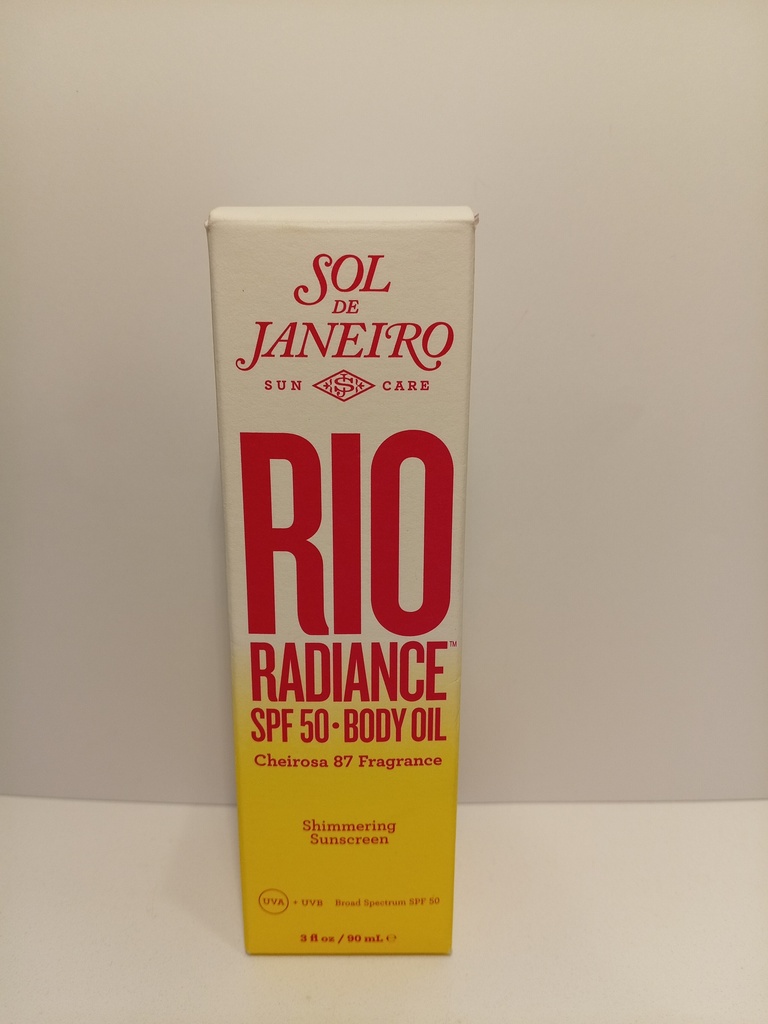 SOL
DE
JANEIRO
SUN SJ CARE
RIO
RADIANCE™
SPF 50 • BODY OIL
Cheirosa 87 Fragrance
Shimmering
Sunscreen
UVA + UVB Broad Spectrum SPF 50
3 fl oz / 90 mL ℮